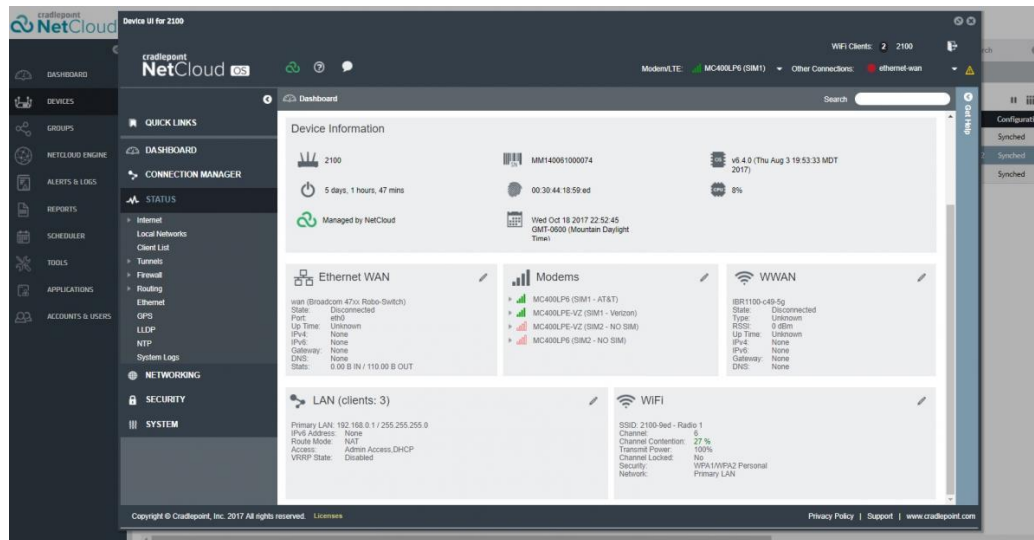 cradlepoint
NetCloud
DASHBOARD
DEVICES
GROUPS
NETCLOUD ENGINE
ALERTS & LOGS
REPORTS
SCHEDULER
TOOLS
APPLICATIONS
ACCOUNTS & USERS
Device UI for 2100
cradlepoint
NetCloud OS
WiFi Clients: 2 2100
Modem/LTE: MC400LP6 (SIM1) Other Connections: ethernet-wan
QUICK LINKS
DASHBOARD
CONNECTION MANAGER
STATUS
Internet
Local Networks
Client List
Tunnels
Firewall
Routing
Ethernet
GPS
LLDP
NTP
System Logs
NETWORKING
SECURITY
SYSTEM
Dashboard
Search
Get Help
Device Information
2100
MM140061000074
v6.4.0 (Thu Aug 3 19:53:33 MDT
2017)
5 days, 1 hours, 47 mins
00:30:44:18:59:ed
CPU
8%
Managed by NetCloud
Wed Oct 18 2017 22:52:45
GMT-0600 (Mountain Daylight
Time)
Ethernet WAN
wan (Broadcom 47xx Robo-Switch)
State: Disconnected
Port: eth0
Up Time: Unknown
IPv4: None
IPv6: None
Gateway: None
DNS: None
Stats: 0.00 B IN / 110.00 B OUT
Modems
MC400LP6 (SIM1 - AT&T)
MC400LPE-VZ (SIM1 - Verizon)
MC400LPE-VZ (SIM2 - NO SIM)
MC400LP6 (SIM2 - NO SIM)
WWAN
IBR1100-c49-5g
State: Disconnected
Type: Unknown
RSSI: 0 dBm
Up Time: Unknown
IPv4: None
IPv6: None
Gateway: None
DNS: None
LAN (clients: 3)
Primary LAN: 192.168.0.1 / 255.255.255.0
IPv6 Address: None
Route Mode: NAT
Access: Admin Access,DHCP
VRRP State: Disabled
WiFi
SSID: 2100-9ed - Radio 1
Channel: 6
Channel Contention: 27 %
Transmit Power: 100%
Channel Locked: No
Security: WPA1/WPA2 Personal
Network: Primary LAN
Copyright © Cradlepoint, Inc. 2017 All rights reserved. Licenses
Privacy Policy | Support | www.cradlepoint.com
Synched
Synched
Synched